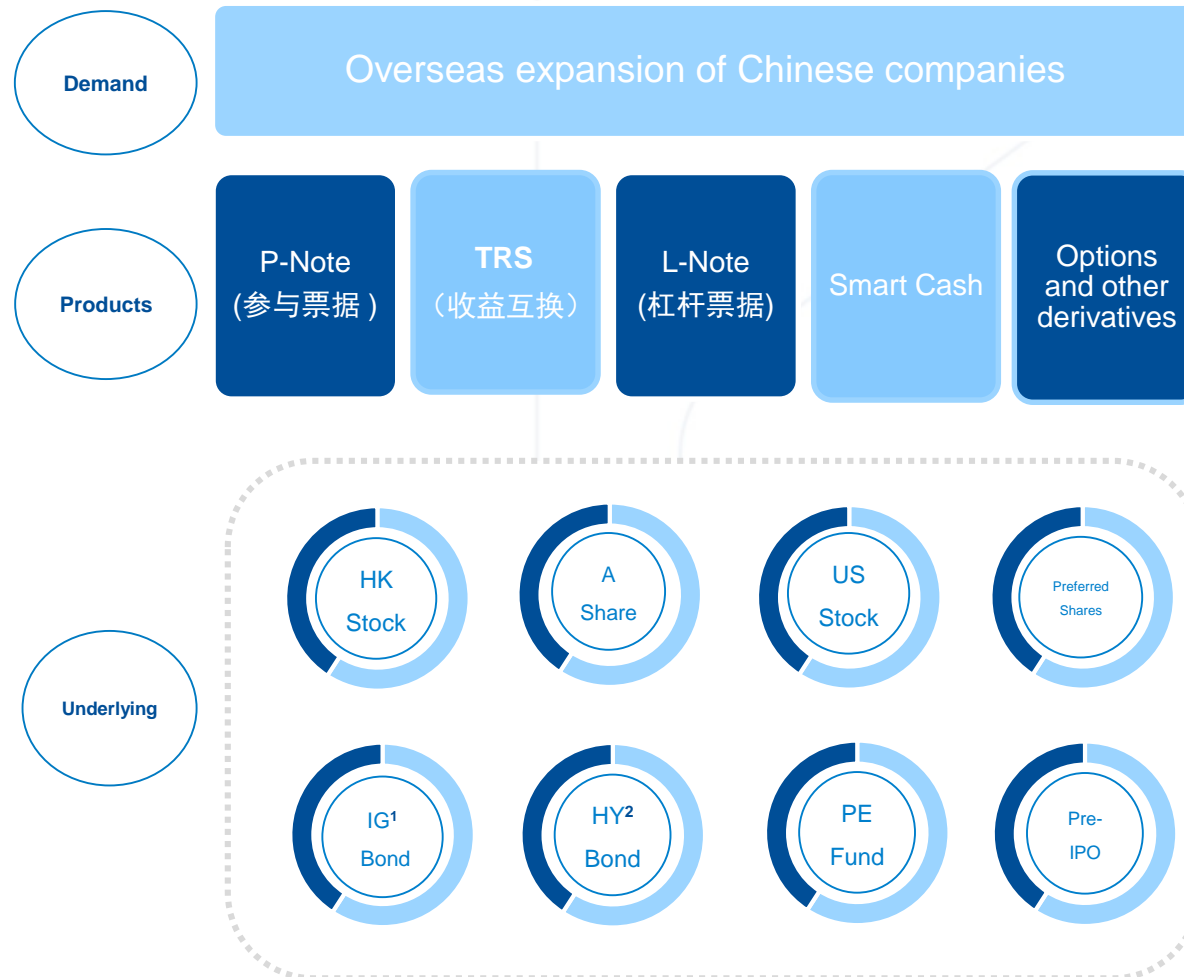 Demand
Overseas expansion of Chinese companies
Products
P-Note
(参与票据 )
TRS
（收益互换）
L-Note
(杠杆票据)
Smart Cash
Options
and other
derivatives
Underlying
HK
Stock
A
Share
US
Stock
Preferred
Shares
IG¹
Bond
HY²
Bond
PE
Fund
Pre-
IPO